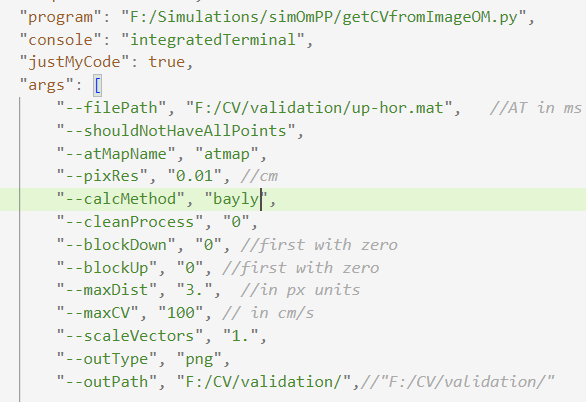 "program": "F:/Simulations/simOmPP/getCVfromImageOM.py",
"console": "integratedTerminal",
"justMyCode": true,
"args": [
"--filePath", "F:/CV/validation/up-hor.mat", //AT in ms
"--shouldNotHaveAllPoints",
"--atMapName", "atmap",
"--pixRes", "0.01", //cm
"--calcMethod", "bayly",
"--cleanProcess", "0",
"--blockDown", "0", //first with zero
"--blockUp", "0", //first with zero
"--maxDist", "3.", //in px units
"--maxCV", "100", // in cm/s
"--scaleVectors", "1.",
"--outType", "png",
"--outPath", "F:/CV/validation/",//"F:/CV/validation/"